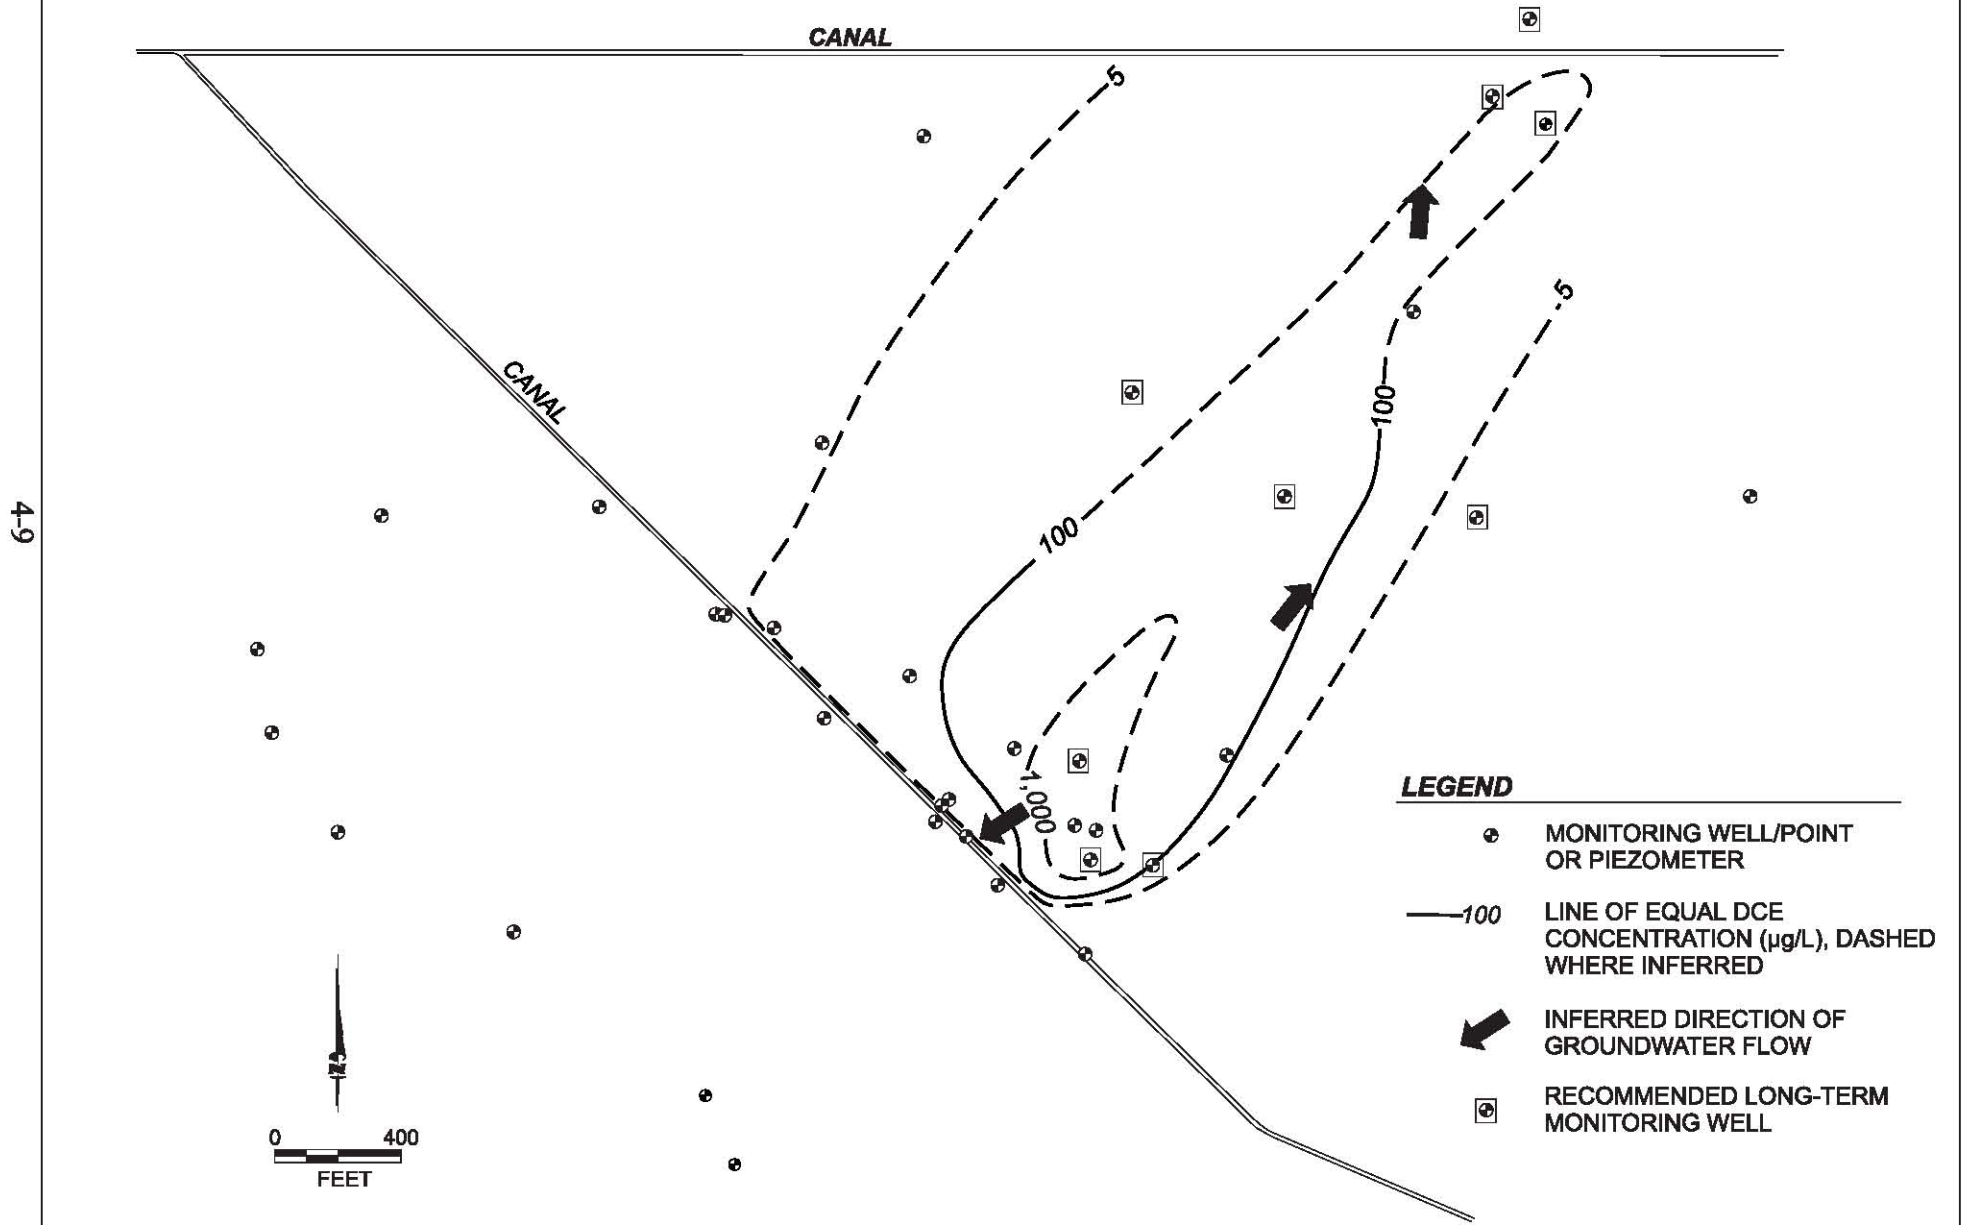 CANAL
5
CANAL
5
100
100
4-9
1,000
LEGEND
MONITORING WELL/POINT
OR PIEZOMETER
100
LINE OF EQUAL DCE
CONCENTRATION (µg/L), DASHED
WHERE INFERRED
INFERRED DIRECTION OF
GROUNDWATER FLOW
RECOMMENDED LONG-TERM
MONITORING WELL
N
0 400
FEET